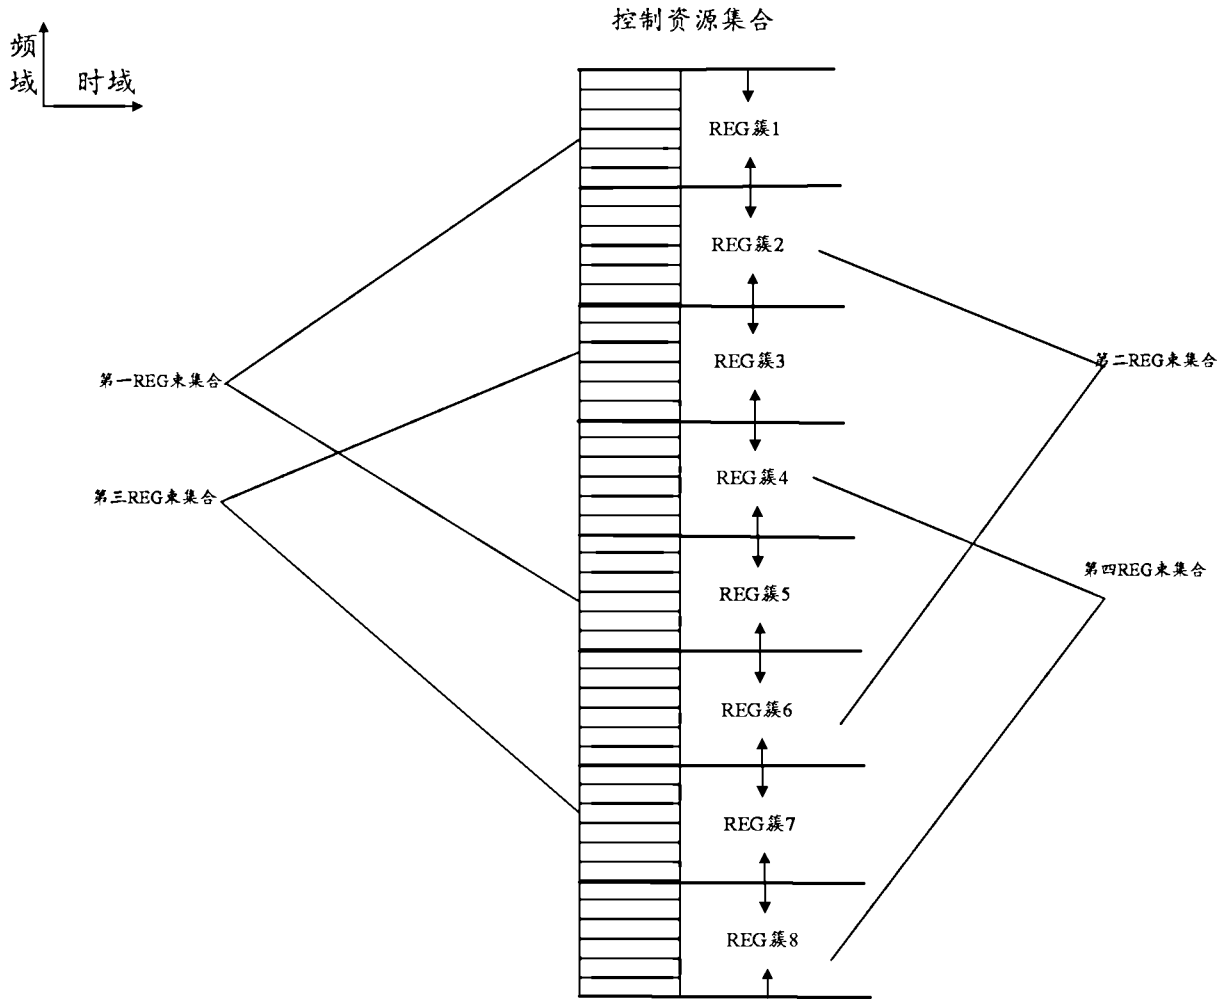 控制资源集合
频
域
时域
REG簇1
REG簇2
REG簇3
第二REG束集合
第一REG束集合
REG簇4
第三REG束集合
第四REG束集合
REG簇5
REG簇6
REG簇7
REG簇8